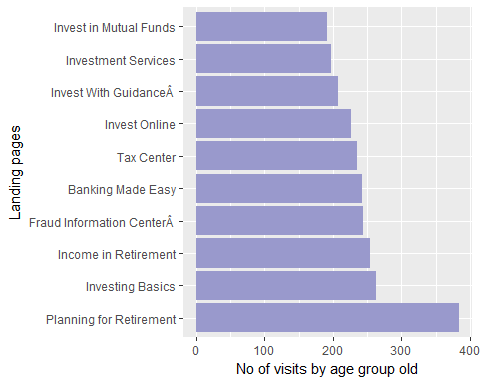 Invest in Mutual Funds
Investment Services
Invest With GuidanceÂ
Invest Online
Tax Center
Banking Made Easy
Fraud Information CenterÂ
Income in Retirement
Investing Basics
Planning for Retirement
Landing pages
0 100 200 300 400
No of visits by age group old